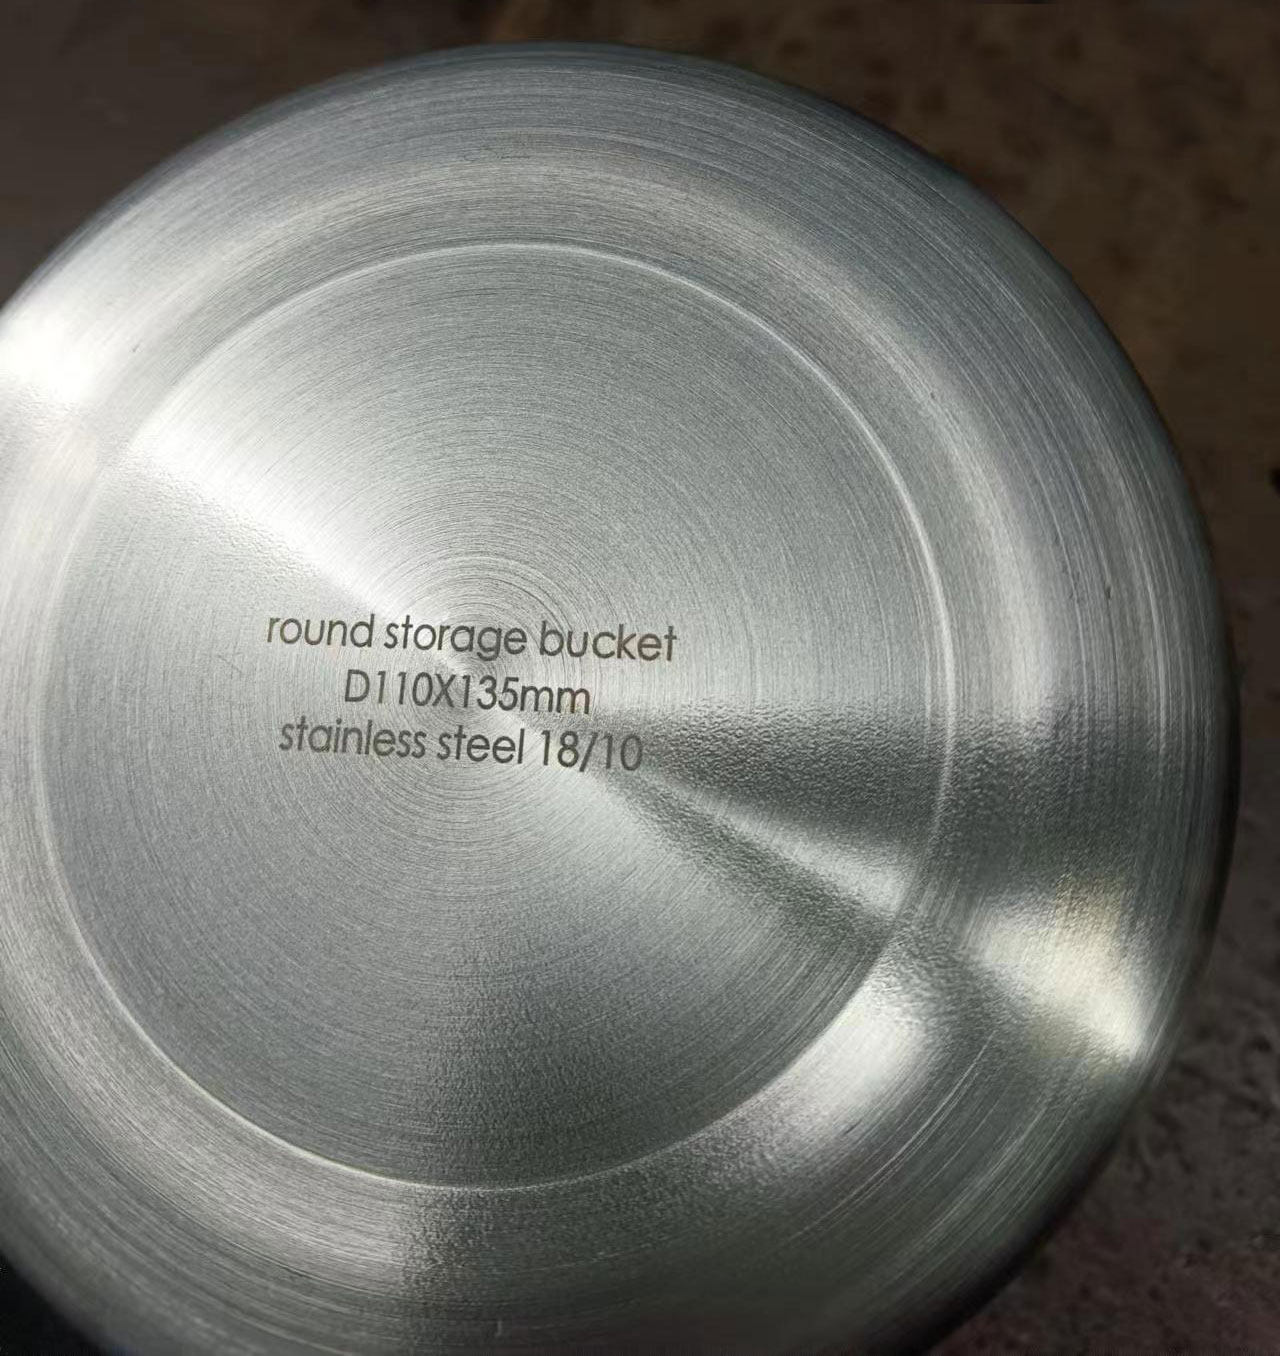 round storage bucket
D110X135mm
stainless steel 18/10